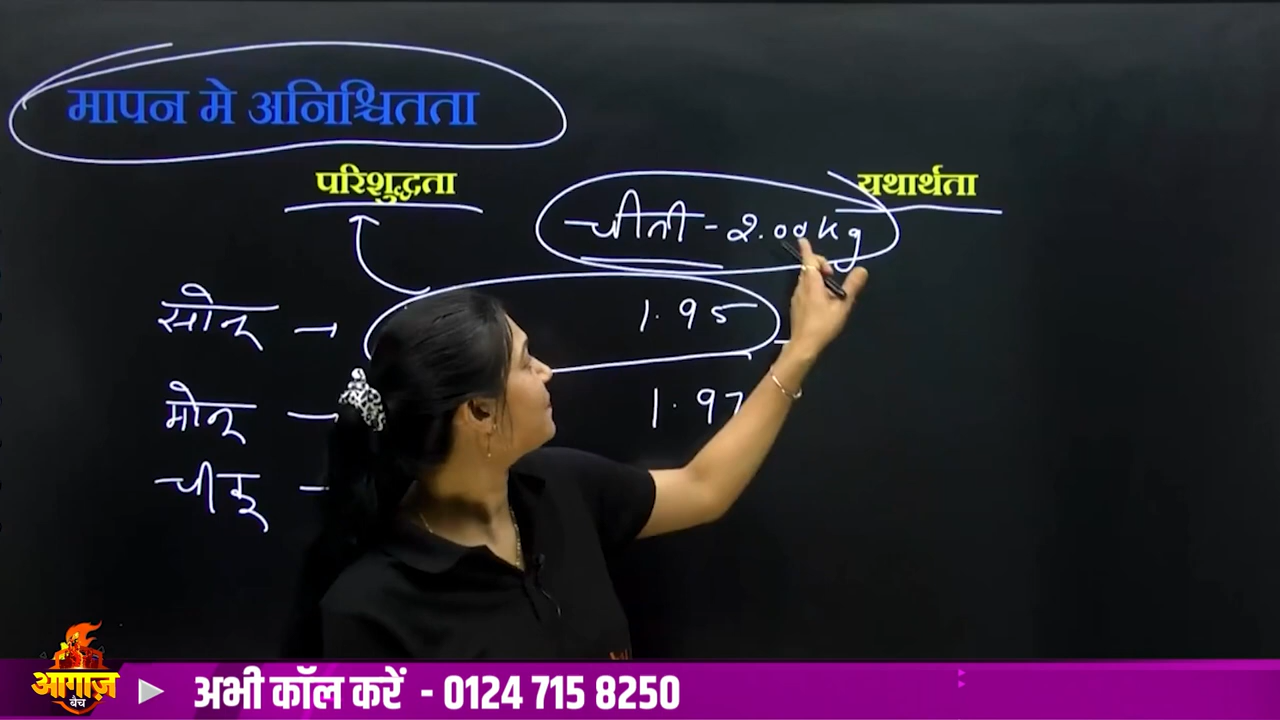 मापन मे अनिश्चितता
परिशुद्धता
यथार्थता
चीनी - 2.00 kg
सोनू → 1.95
मोनू → 1.97
चीकू
आगाज़
बैच
अभी कॉल करें - 0124 715 8250